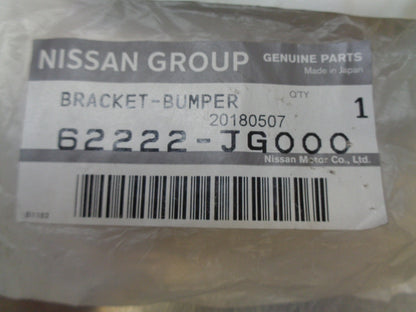 NISSAN GROUP
GENUINE PARTS
Made in Japan
BRACKET-BUMPER
QTY
1
20180507
62222-JG000
Nissan Motor Co., Ltd.